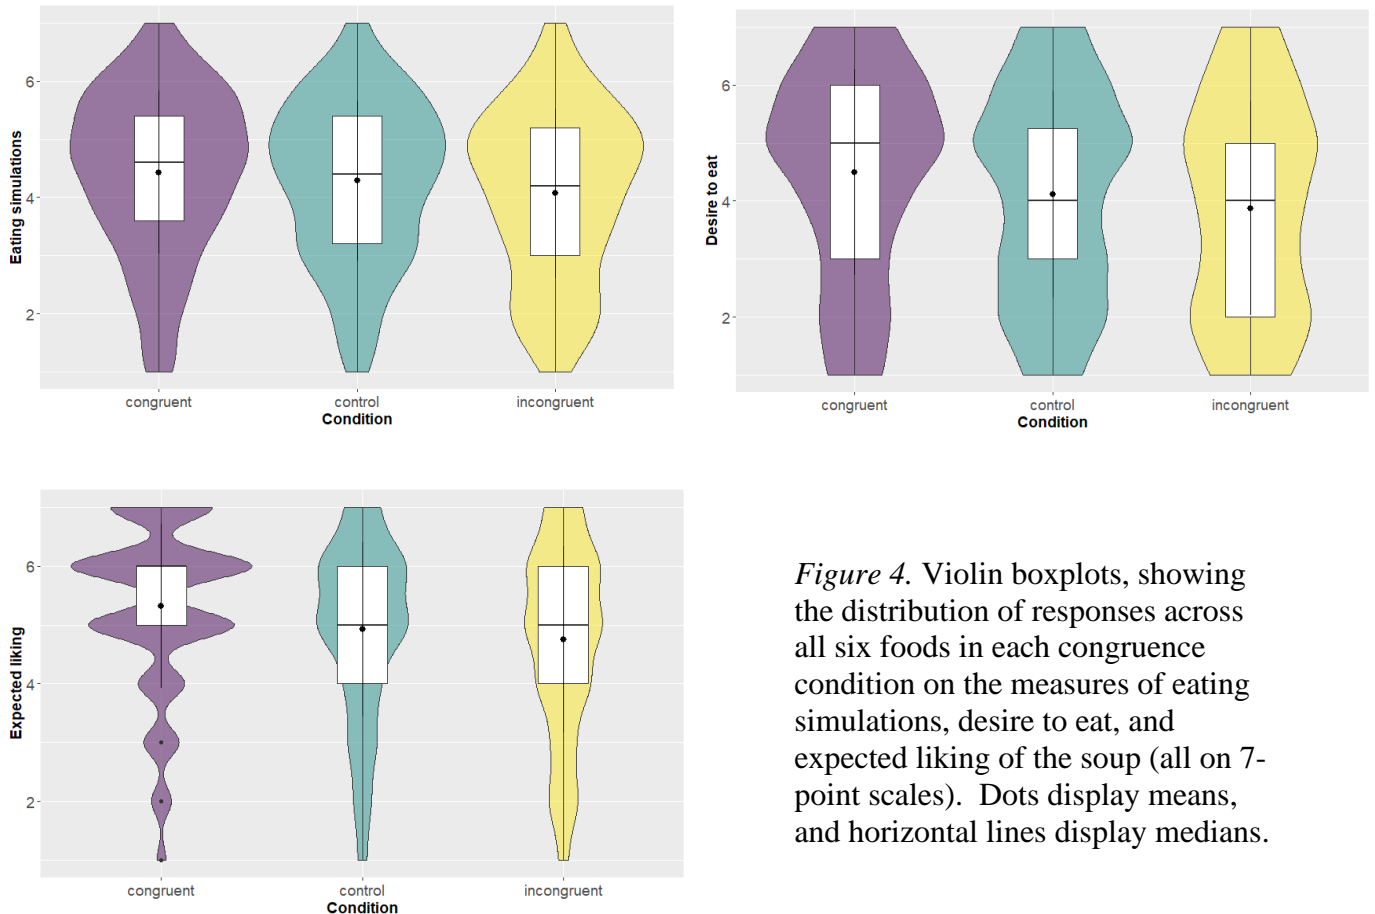 Eating simulations
6
4
2
congruent control incongruent
Condition
Desire to eat
6
4
2
congruent control incongruent
Condition
Expected liking
6
4
2
congruent control incongruent
Condition
Figure 4. Violin boxplots, showing
the distribution of responses across
all six foods in each congruence
condition on the measures of eating
simulations, desire to eat, and
expected liking of the soup (all on 7-
point scales).  Dots display means,
and horizontal lines display medians.